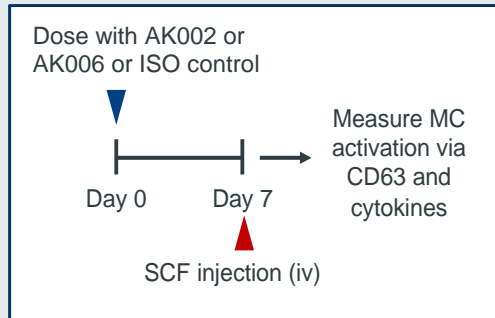 Dose with AK002 or
AK006 or ISO control
Measure MC
activation via
CD63 and
cytokines
Day 0
Day 7
SCF injection (iv)